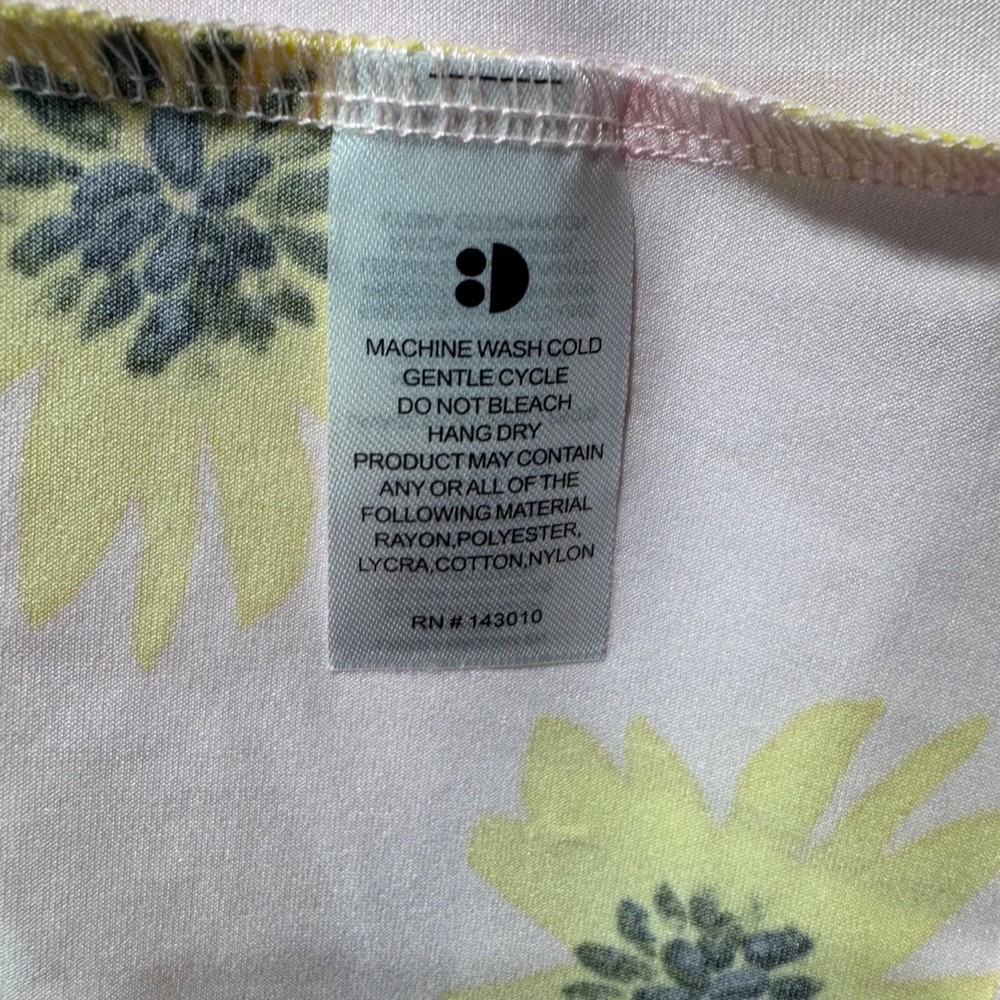 MACHINE WASH COLD
GENTLE CYCLE
DO NOT BLEACH
HANG DRY
PRODUCT MAY CONTAIN
ANY OR ALL OF THE
FOLLOWING MATERIAL
RAYON,POLYESTER,
LYCRA,COTTON,NYLON
RN # 143010